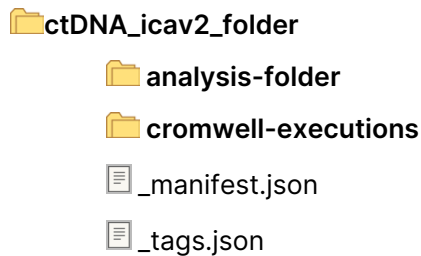 ctDNA_icav2_folder
analysis-folder
cromwell-executions
_manifest.json
_tags.json